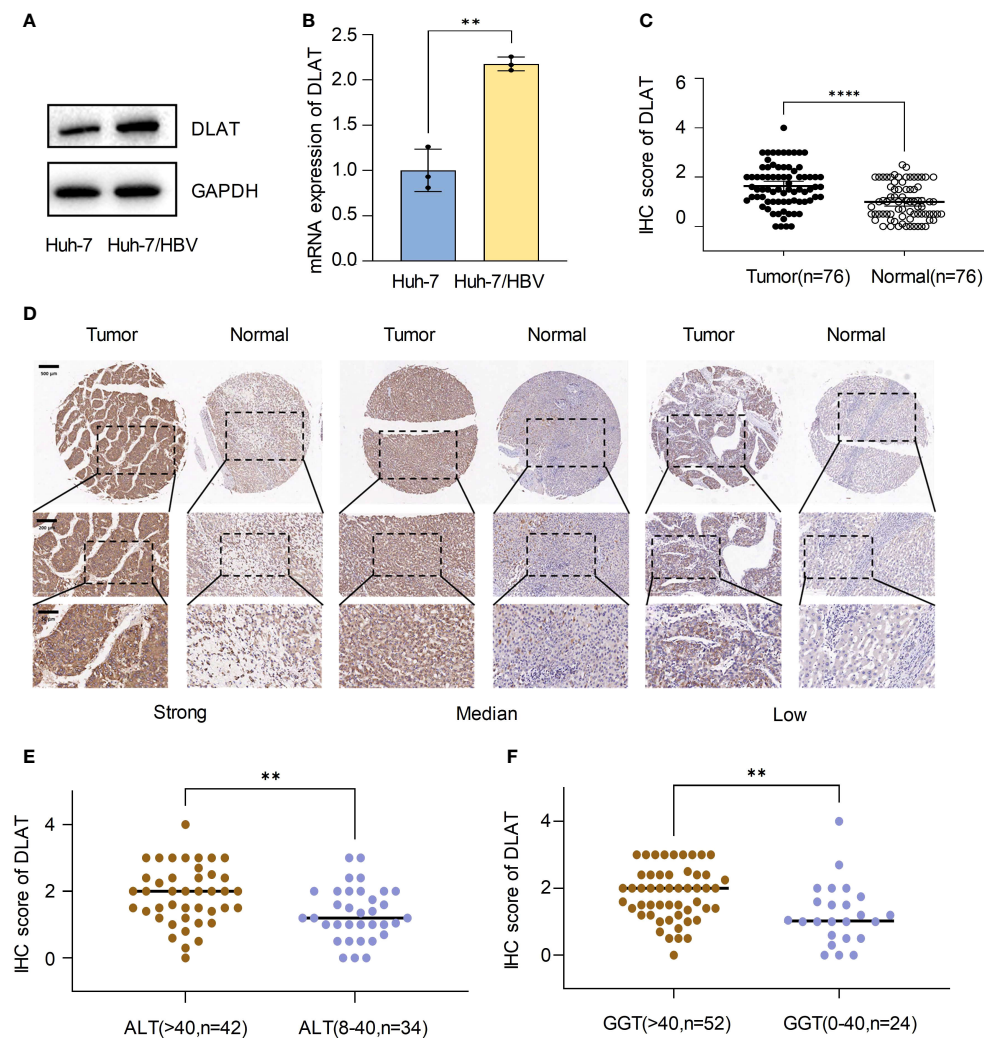 A
DLAT
GAPDH
Huh-7 Huh-7/HBV
B
**
mRNA expression of DLAT
2.5
2.0
1.5
1.0
0.5
0.0
Huh-7 Huh-7/HBV
C
****
IHC score of DLAT
6
4
2
0
Tumor(n=76) Normal(n=76)
D
Tumor Normal Tumor Normal Tumor Normal
500 μm
200 μm
Strong Median Low
E
**
IHC score of DLAT
4
2
0
ALT(>40,n=42) ALT(8-40,n=34)
F
**
IHC score of DLAT
4
2
0
GGT(>40,n=52) GGT(0-40,n=24)